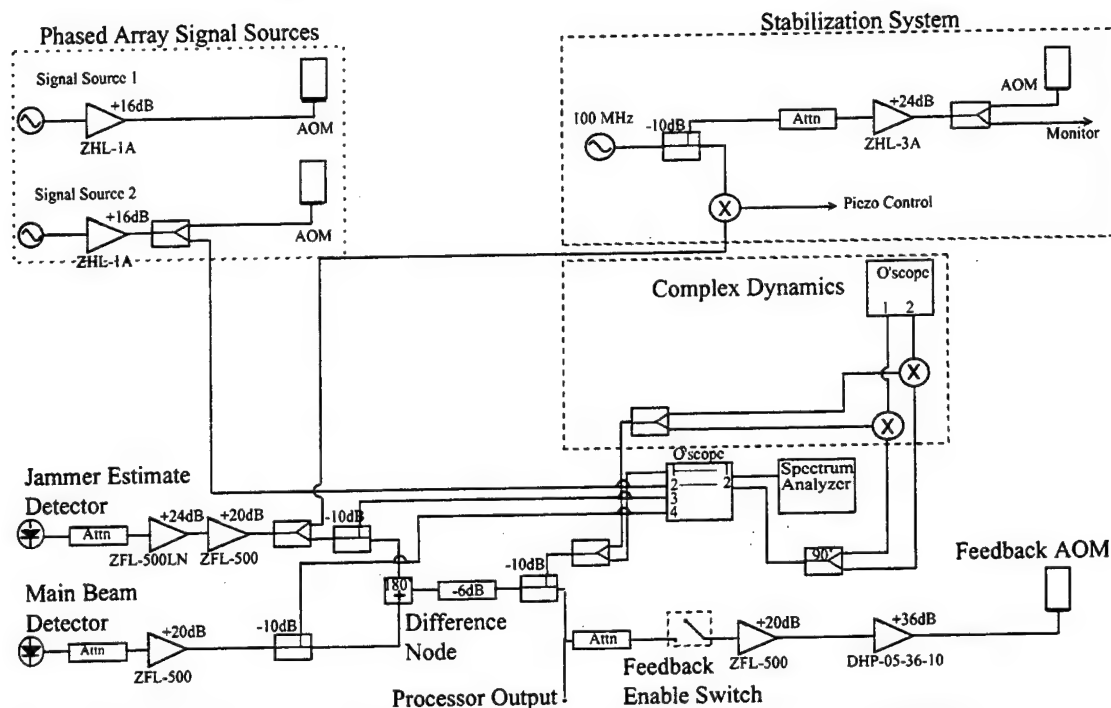 Phased Array Signal Sources
Signal Source 1
+16dB
ZHL-1A
AOM
Signal Source 2
+16dB
ZHL-1A
AOM
Stabilization System
100 MHz
-10dB
Attn
+24dB
ZHL-3A
AOM
Monitor
X
Piezo Control
Complex Dynamics
O'scope
1 2
X
X
O'scope
1
2
3
4
1
2
Spectrum
Analyzer
90°
Jammer Estimate
Detector
Attn
+24dB
ZFL-500LN
+20dB
ZFL-500
-10dB
Main Beam
Detector
Attn
+20dB
ZFL-500
-10dB
180
+
Difference
Node
-6dB
-10dB
Processor Output
Attn
Feedback
Enable Switch
+20dB
ZFL-500
+36dB
DHP-05-36-10
Feedback AOM